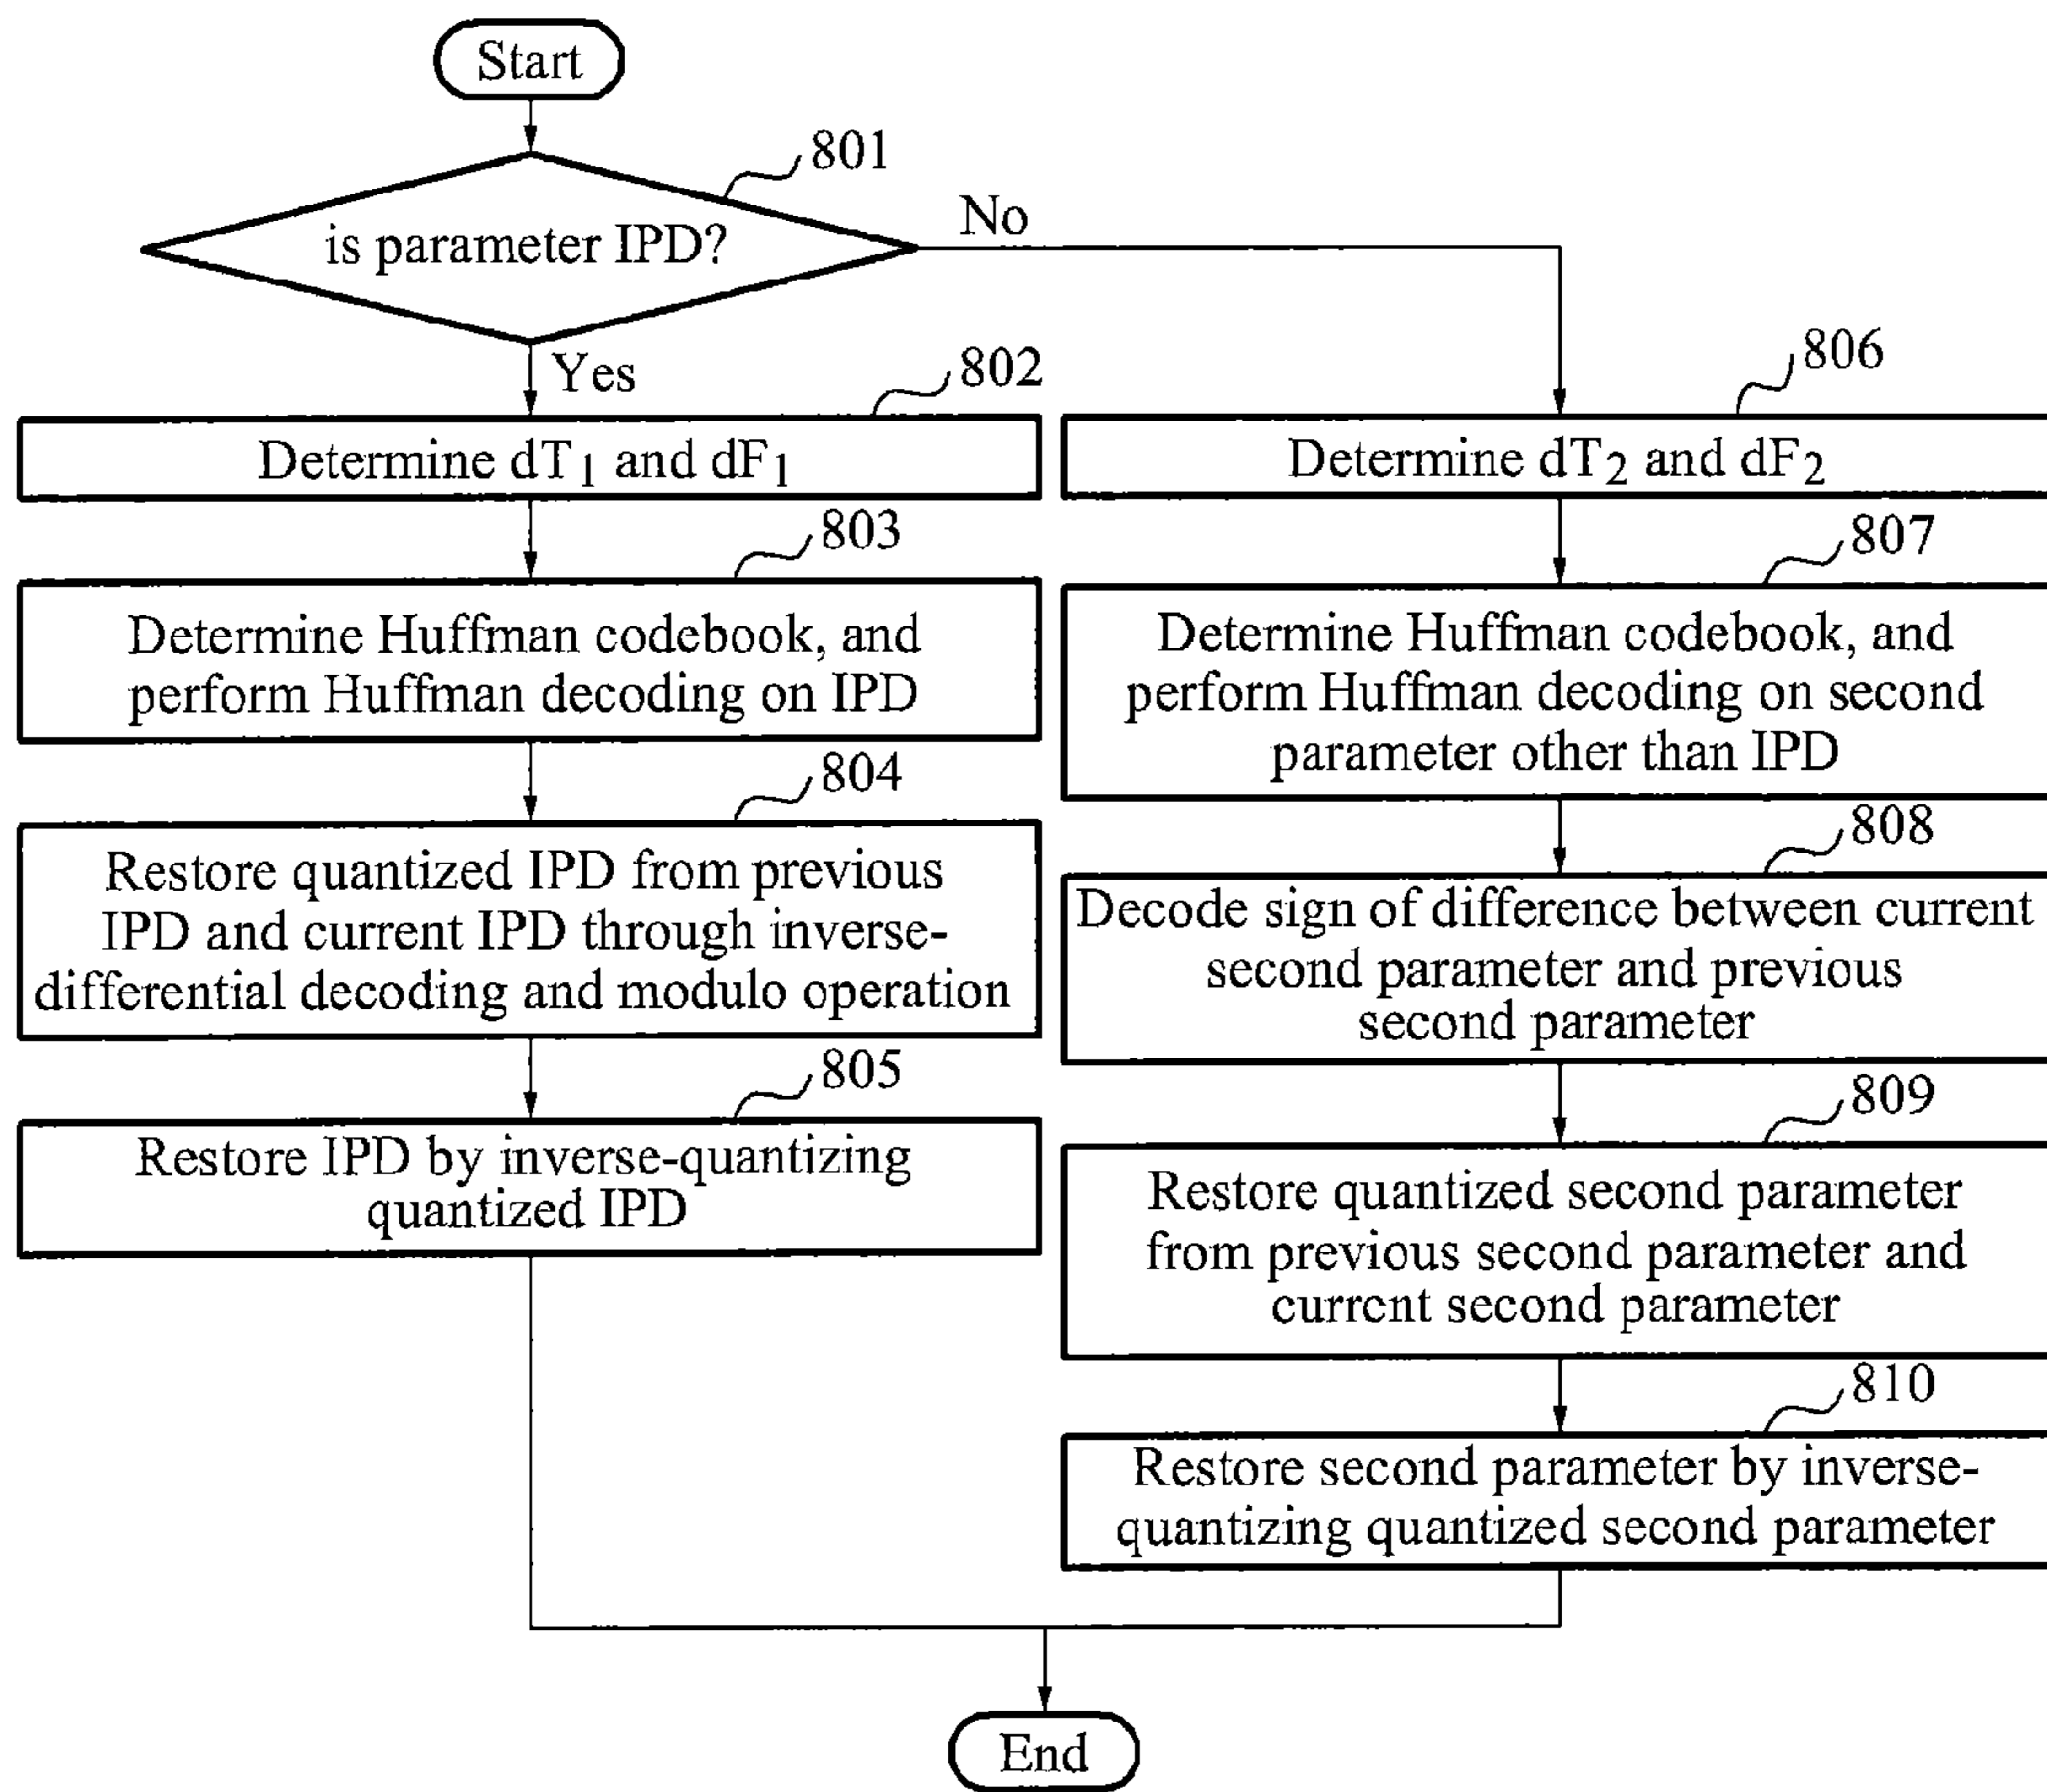 Start
801
is parameter IPD?
No
Yes
802
Determine dT1 and dF1
803
Determine Huffman codebook, and
perform Huffman decoding on IPD
804
Restore quantized IPD from previous
IPD and current IPD through inverse-
differential decoding and modulo operation
805
Restore IPD by inverse-quantizing
quantized IPD
806
Determine dT2 and dF2
807
Determine Huffman codebook, and
perform Huffman decoding on second
parameter other than IPD
808
Decode sign of difference between current
second parameter and previous
second parameter
809
Restore quantized second parameter
from previous second parameter and
current second parameter
810
Restore second parameter by inverse-
quantizing quantized second parameter
End